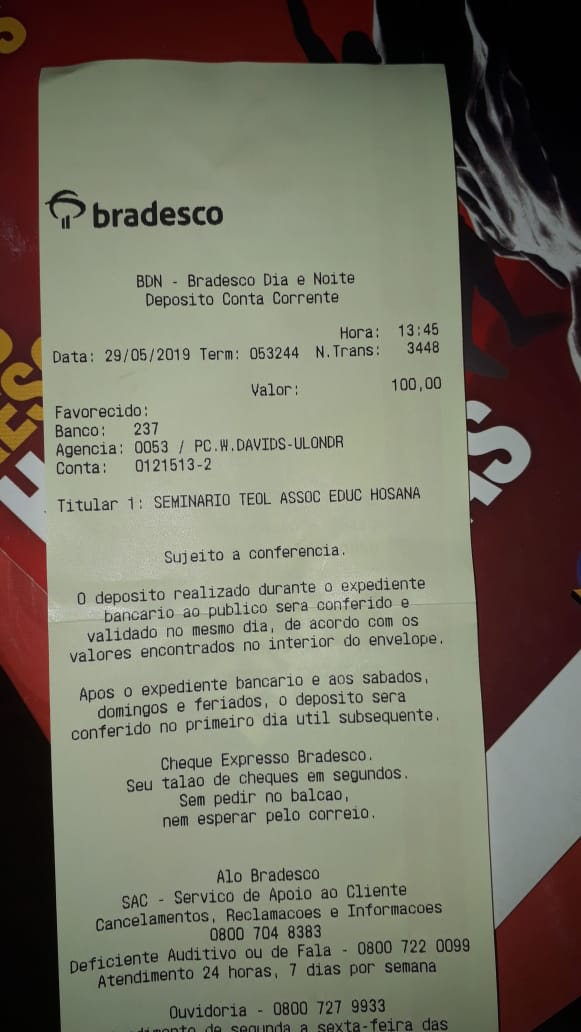 bradesco
BDN - Bradesco Dia e Noite
Deposito Conta Corrente
Hora: 13:45
Data: 29/05/2019 Term: 053244 N.Trans: 3448
Valor: 100,00
Favorecido:
Banco: 237
Agencia: 0053 / PC.W.DAVIDS-ULONDR
Conta: 0121513-2
Titular 1: SEMINARIO TEOL ASSOC EDUC HOSANA
Sujeito a conferencia.
O deposito realizado durante o expediente
bancario ao publico sera conferido e
validado no mesmo dia, de acordo com os
valores encontrados no interior do envelope.
Apos o expediente bancario e aos sabados,
domingos e feriados, o deposito sera
conferido no primeiro dia util subsequente.
Cheque Expresso Bradesco.
Seu talao de cheques em segundos.
Sem pedir no balcao,
nem esperar pelo correio.
Alo Bradesco
SAC - Servico de Apoio ao Cliente
Cancelamentos, Reclamacoes e Informacoes
0800 704 8383
Deficiente Auditivo ou de Fala - 0800 722 0099
Atendimento 24 horas, 7 dias por semana
Ouvidoria - 0800 727 9933
de segunda a sexta-feira das
AS